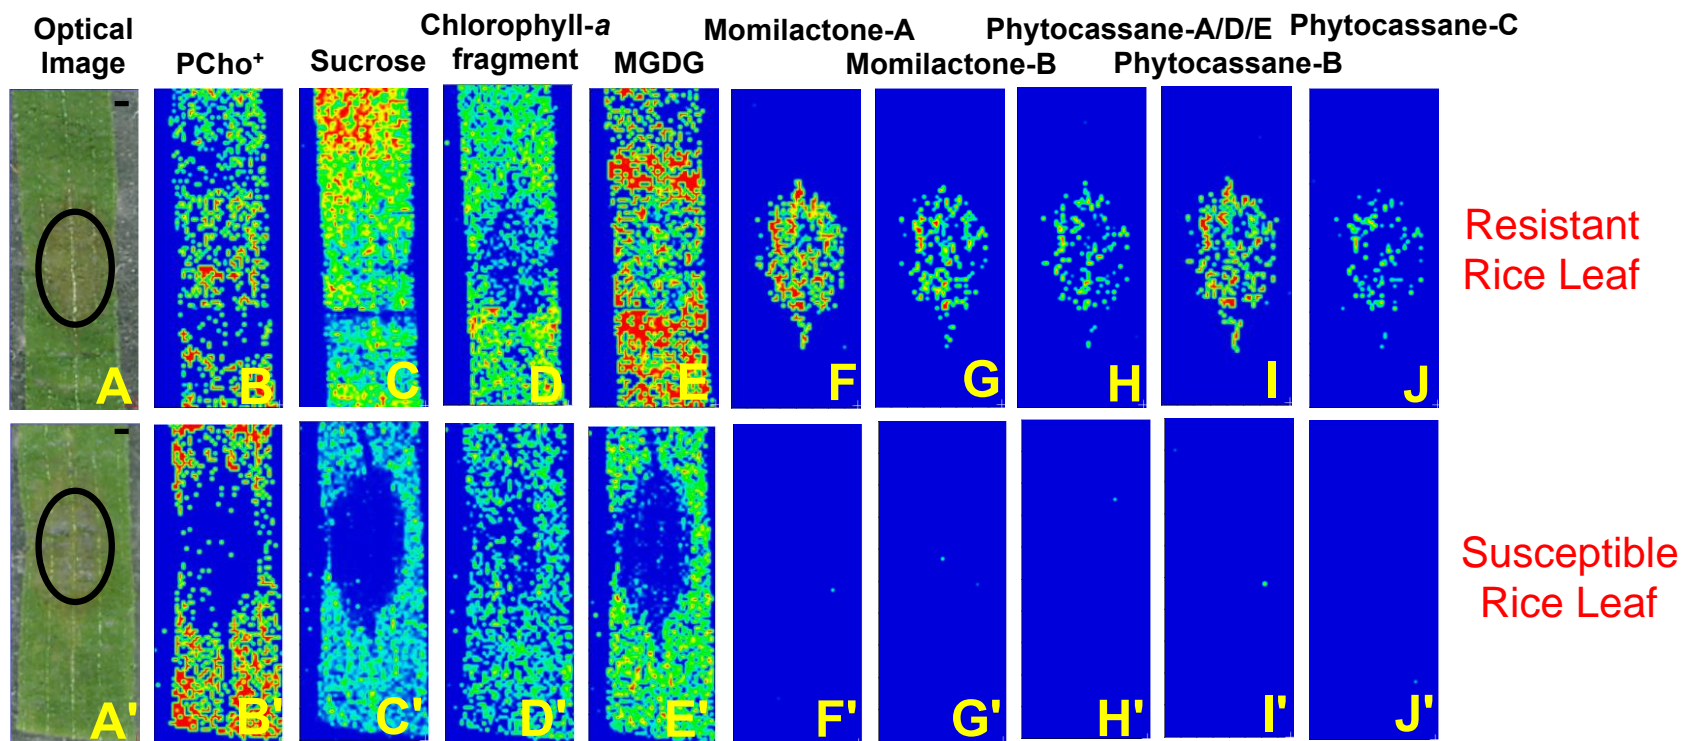 Optical
Image
PCho⁺
Sucrose
Chlorophyll-a
fragment
MGDG
Momilactone-A
Momilactone-B
Phytocassane-A/D/E
Phytocassane-B
Phytocassane-C
A
B
C
D
E
F
G
H
I
J
Resistant
Rice Leaf
A'
B'
C'
D'
E'
F'
G'
H'
I'
J'
Susceptible
Rice Leaf